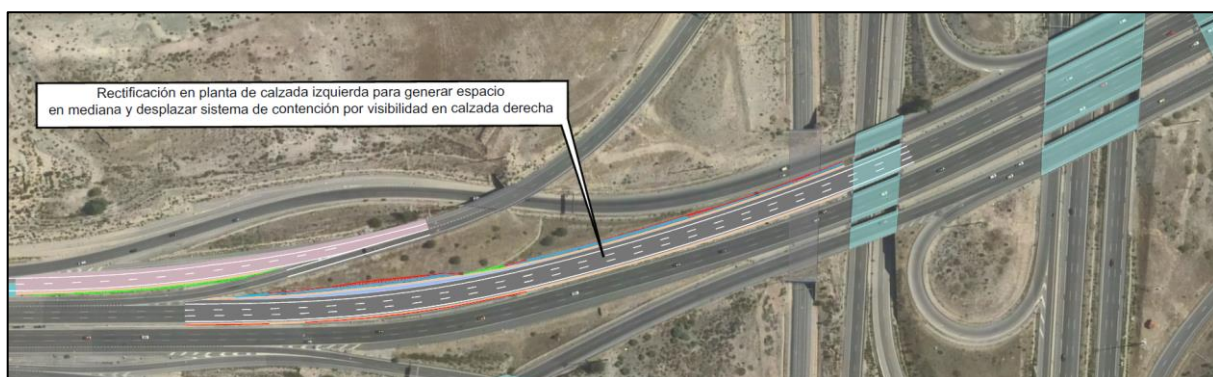 Rectificación en planta de calzada izquierda para generar espacio
en mediana y desplazar sistema de contención por visibilidad en calzada derecha